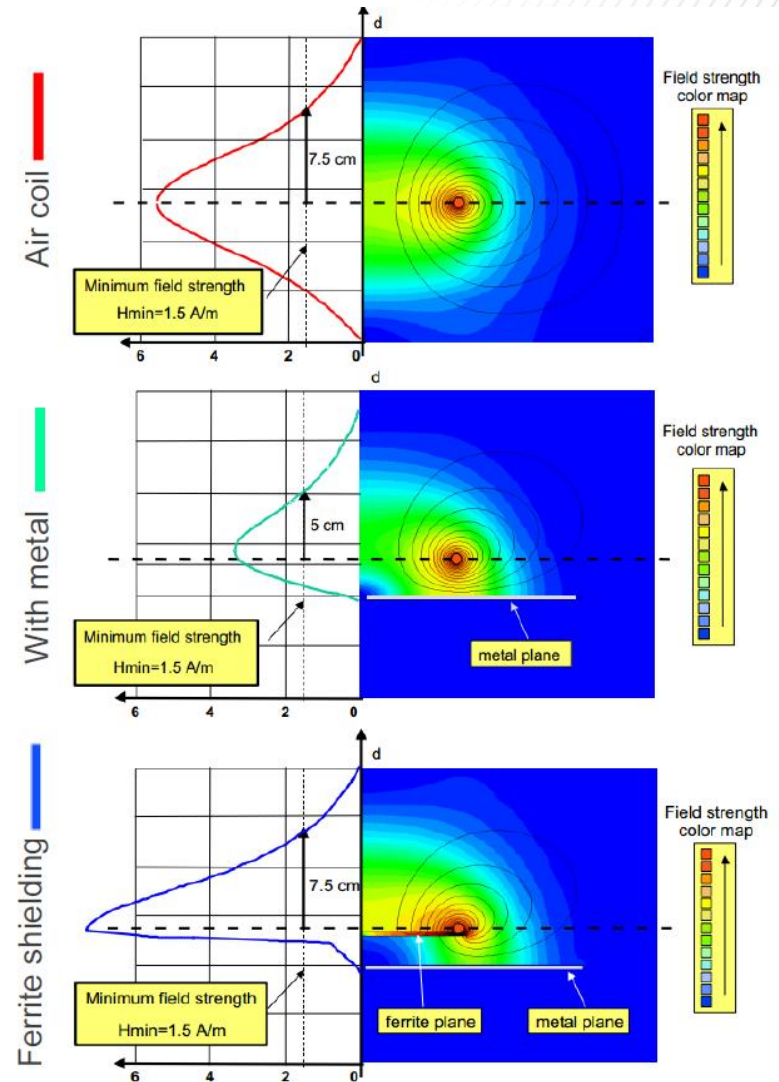 Air coil
d
7.5 cm
Minimum field strength
Hmin=1.5 A/m
6
4
2
0
Field strength
color map
With metal
d
5 cm
Minimum field strength
Hmin=1.5 A/m
6
4
2
0
metal plane
Field strength
color map
Ferrite shielding
d
7.5 cm
Minimum field strength
Hmin=1.5 A/m
6
4
2
0
ferrite plane
metal plane
Field strength
color map